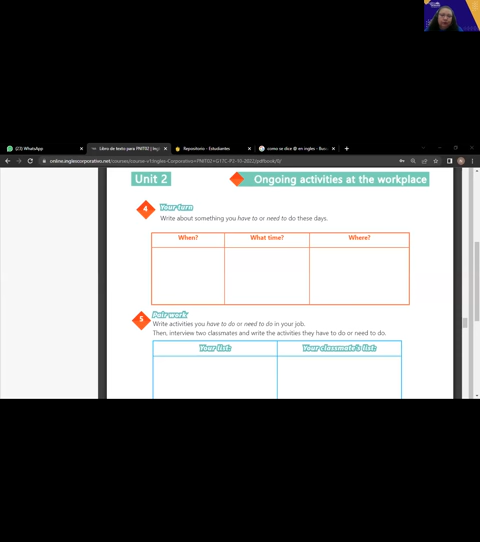 (23) WhatsApp
Libro de texto para PNIT02 | Ingl
Repositorio - Estudiantes
como se dice @ en ingles - Bus
online.inglescorporativo.net/courses/course-v1:Ingles-Corporativo+PNIT02+G17C-P2-10-2022/pdfbook/0/
Unit 2
Ongoing activities at the workplace
4
Your turn
Write about something you have to or need to do these days.
When?
What time?
Where?
5
Pair work
Write activities you have to do or need to do in your job.
Then, interview two classmates and write the activities they have to do or need to do.
Your list:
Your classmate's list: